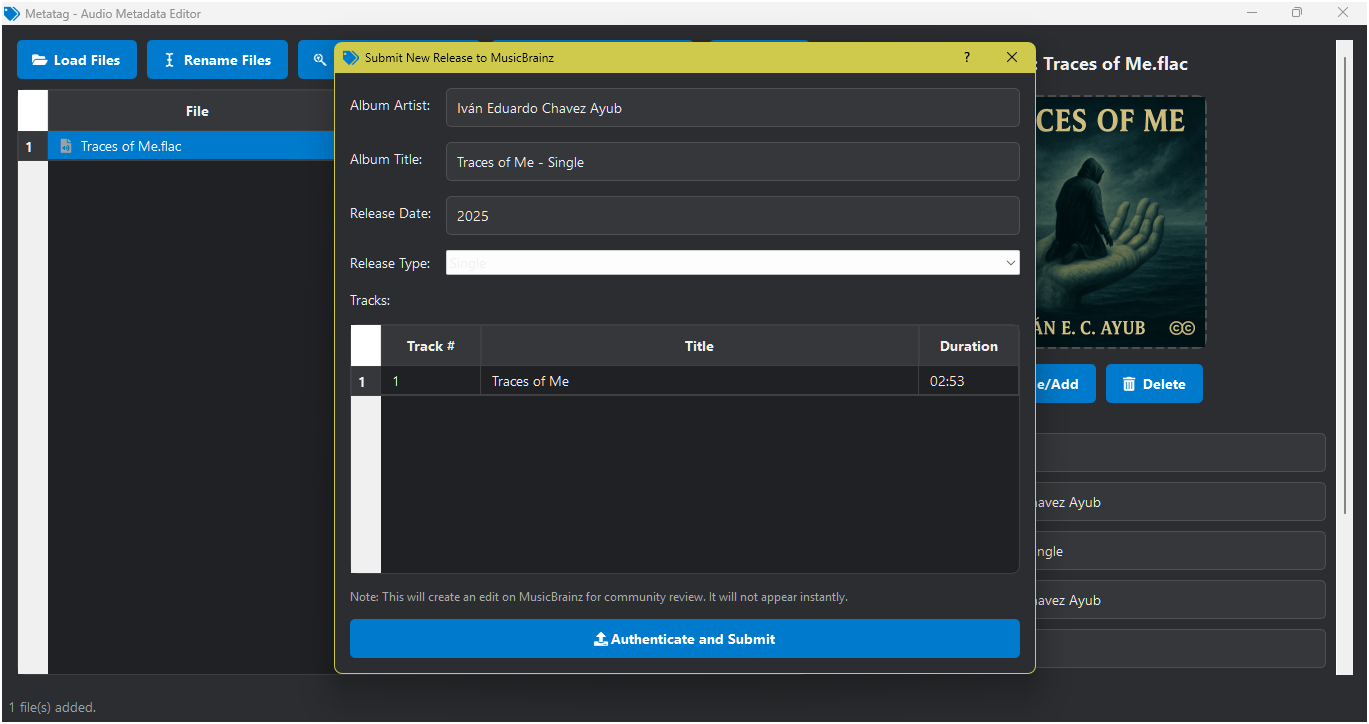 Metatag - Audio Metadata Editor
Load Files
Rename Files
Submit New Release to MusicBrainz
?
: Traces of Me.flac
File
1
Traces of Me.flac
Album Artist:
Iván Eduardo Chavez Ayub
Album Title:
Traces of Me - Single
Release Date:
2025
Release Type:
Single
Tracks:
Track #
Title
Duration
1
1
Traces of Me
02:53
Note: This will create an edit on MusicBrainz for community review. It will not appear instantly.
Authenticate and Submit
CES OF ME
ÁN E. C. AYUB
e/Add
Delete
avez Ayub
ngle
avez Ayub
1 file(s) added.